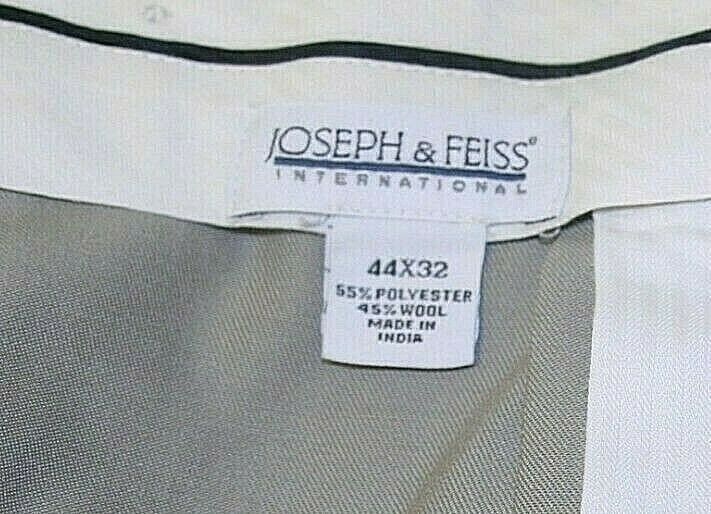 JOSEPH & FEISS®
INTERNATIONAL
44X32
55% POLYESTER
45% WOOL
MADE IN
INDIA